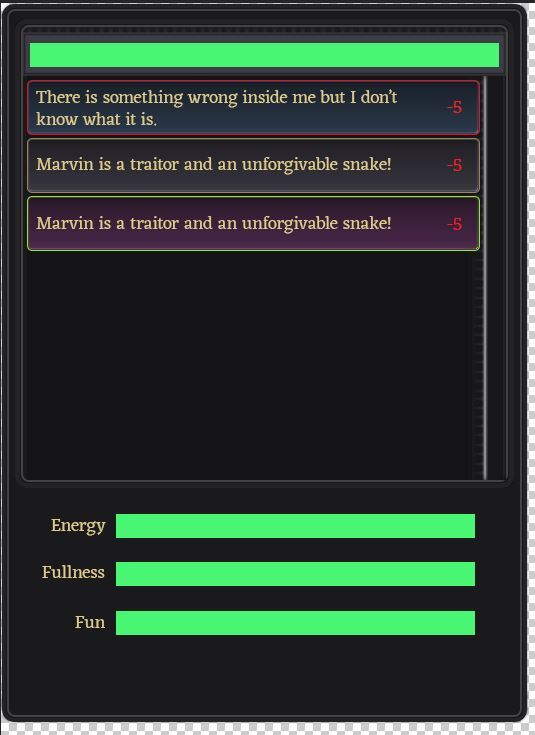 There is something wrong inside me but I don’t
know what it is.
-5
Marvin is a traitor and an unforgivable snake!
-5
Marvin is a traitor and an unforgivable snake!
-5
Energy
Fullness
Fun